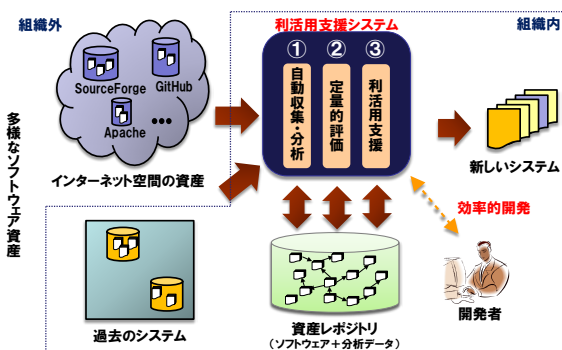 組織外
利活用支援システム
組織内
多様なソフトウェア資産
SourceForge
GitHub
Apache
•••
インターネット空間の資産
①
自動収集・分析
②
定量的評価
③
利活用支援
新しいシステム
効率的開発
過去のシステム
資産レポジトリ
（ソフトウェア＋分析データ）
開発者